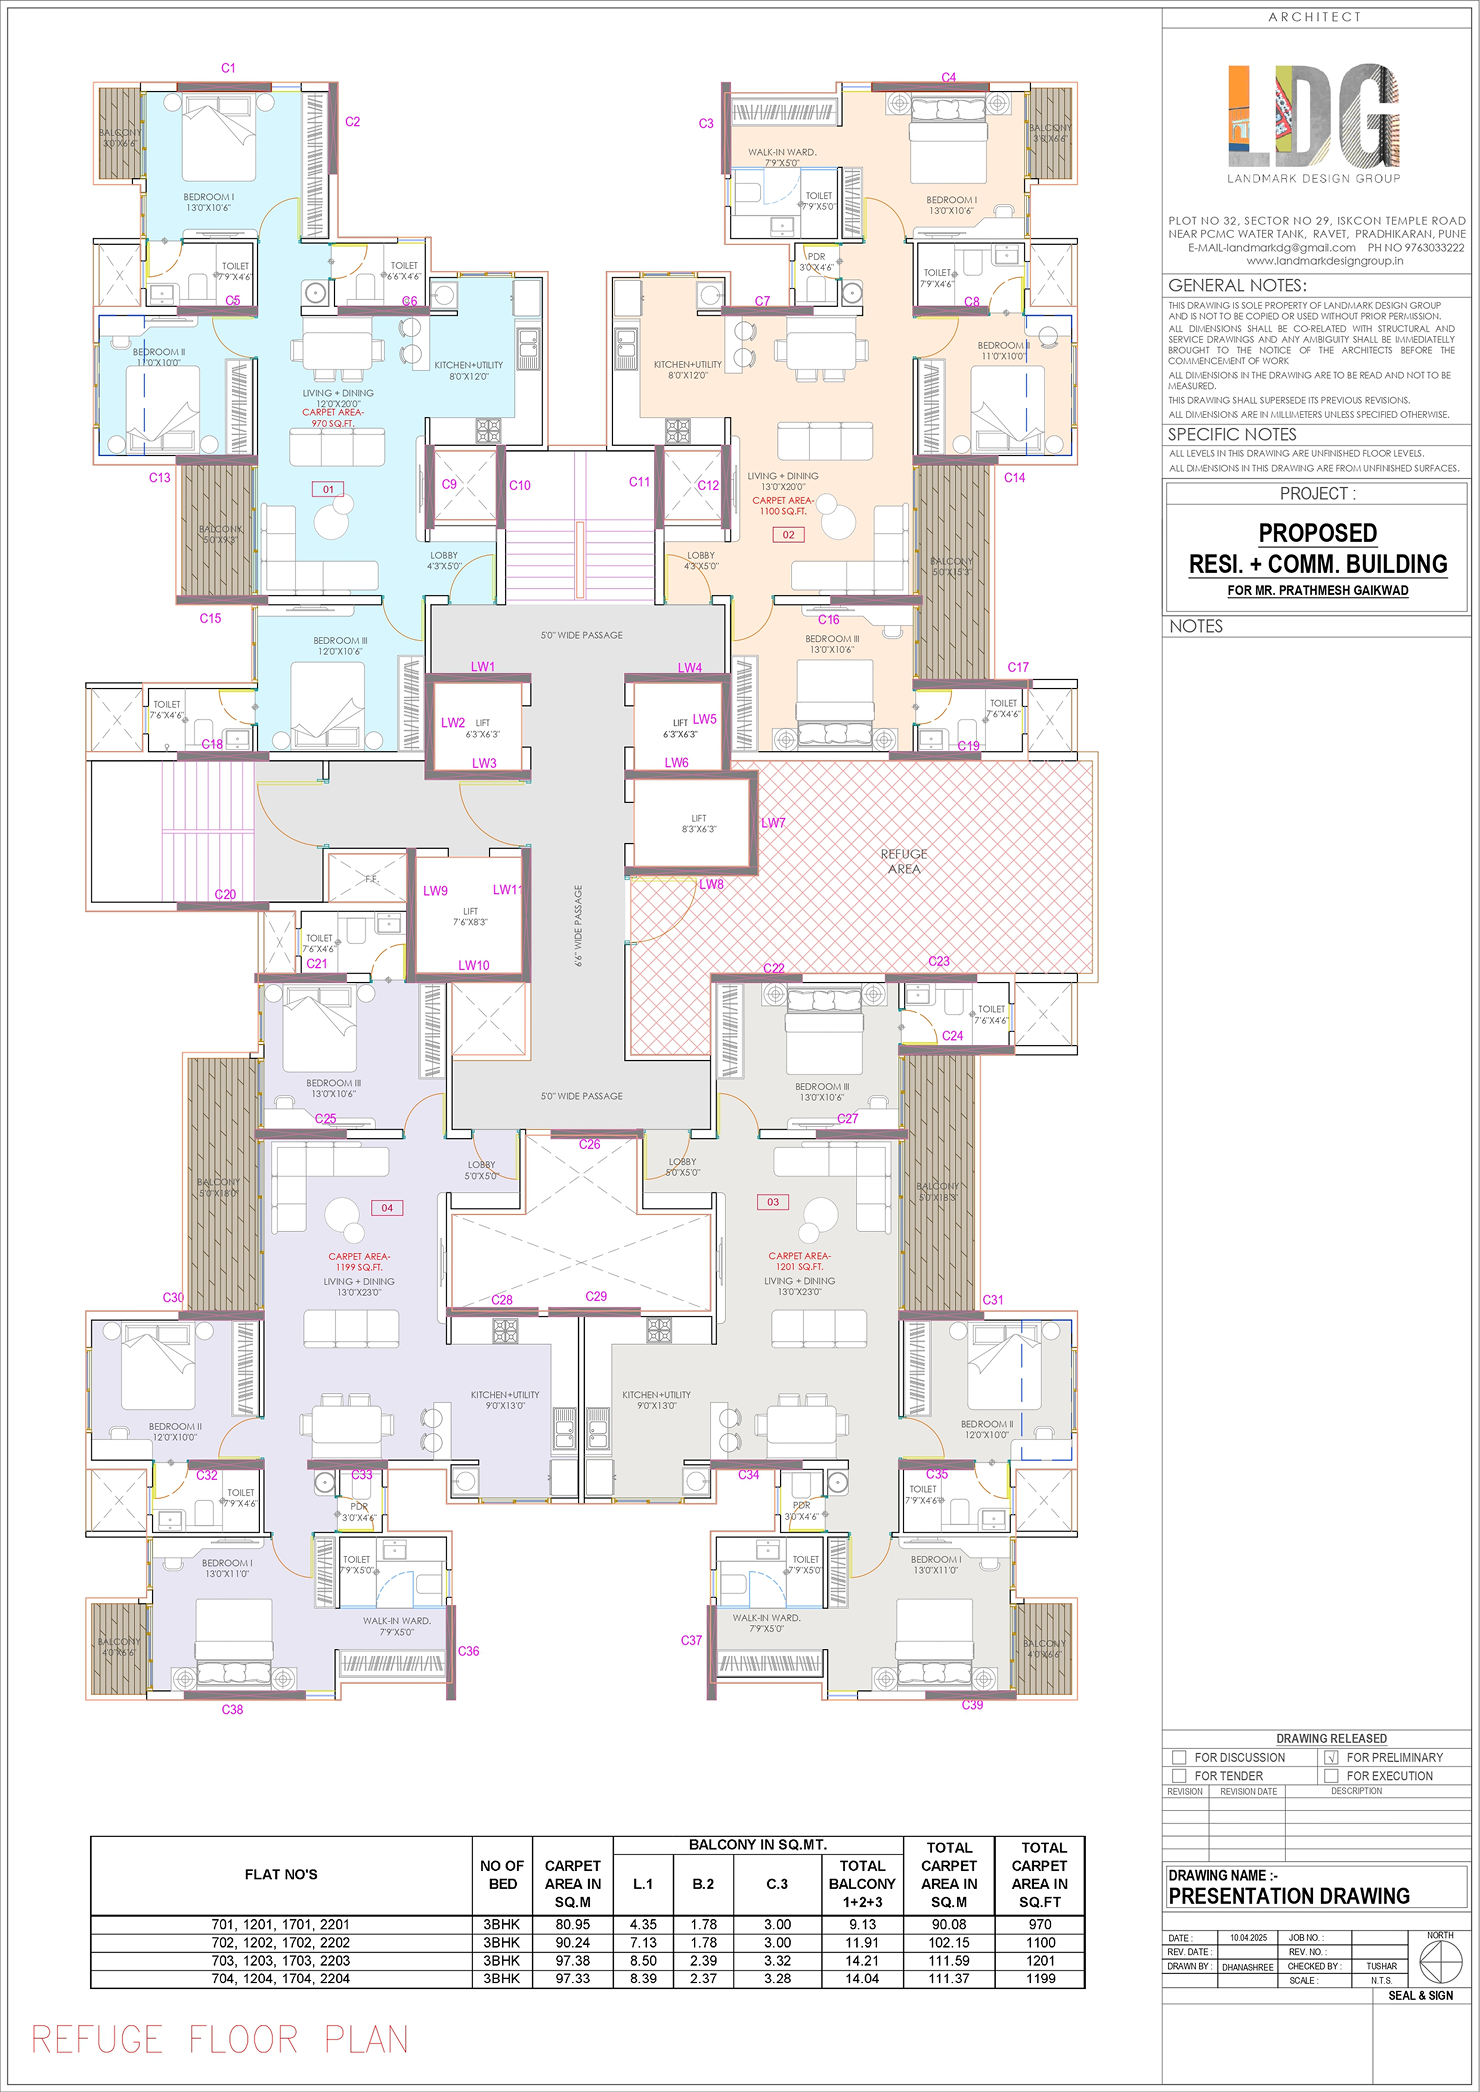 ARCHITECT
LDG
LANDMARK DESIGN GROUP
PLOT NO 32, SECTOR NO 29, ISKCON TEMPLE ROAD
NEAR PCMC WATER TANK, RAVET, PRADHIKARAN, PUNE
E-MAIL-landmarkdg@gmail.com PH NO 9763033222
www.landmarkdesigngroup.in
GENERAL NOTES:
THIS DRAWING IS SOLE PROPERTY OF LANDMARK DESIGN GROUP
AND IS NOT TO BE COPIED OR USED WITHOUT PRIOR PERMISSION.
ALL DIMENSIONS SHALL BE CO-RELATED WITH STRUCTURAL AND
SERVICE DRAWINGS AND ANY AMBIGUITY SHALL BE IMMEDIATELLY
BROUGHT TO THE NOTICE OF THE ARCHITECTS BEFORE THE
COMMENCEMENT OF WORK
ALL DIMENSIONS IN THE DRAWING ARE TO BE READ AND NOT TO BE
MEASURED.
THIS DRAWING SHALL SUPERSEDE ITS PREVIOUS REVISIONS.
ALL DIMENSIONS ARE IN MILLIMETERS UNLESS SPECIFIED OTHERWISE.
SPECIFIC NOTES
ALL LEVELS IN THIS DRAWING ARE UNFINISHED FLOOR LEVELS.
ALL DIMENSIONS IN THIS DRAWING ARE FROM UNFINISHED SURFACES.
PROJECT :
PROPOSED
RESI. + COMM. BUILDING
FOR MR. PRATHMESH GAIKWAD
NOTES
C1
C2
C3
C4
BALCONY
3'0"X6'6"
BEDROOM I
13'0"X10'6"
WALK-IN WARD.
7'9"X5'0"
TOILET
7'9"X5'0"
BEDROOM I
13'0"X10'6"
BALCONY
3'0"X6'6"
TOILET
7'9"X4'6"
TOILET
6'6"X4'6"
PDR
3'0"X4'6"
TOILET
7'9"X4'6"
C5
C6
C7
C8
BEDROOM II
11'0"X10'0"
KITCHEN+UTILITY
8'0"X12'0"
KITCHEN+UTILITY
8'0"X12'0"
BEDROOM II
11'0"X10'0"
LIVING + DINING
12'0"X20'0"
CARPET AREA-
970 SQ.FT.
01
LIVING + DINING
13'0"X20'0"
CARPET AREA-
1100 SQ.FT.
02
C13
C9
C10
C11
C12
C14
BALCONY
5'0"X9'3"
LOBBY
4'3"X5'0"
LOBBY
4'3"X5'0"
BALCONY
5'0"X15'3"
C15
C16
BEDROOM III
12'0"X10'6"
5'0" WIDE PASSAGE
BEDROOM III
13'0"X10'6"
LW1
LW4
C17
TOILET
7'6"X4'6"
LW2
LIFT
6'3"X6'3"
LW5
LIFT
6'3"X6'3"
TOILET
7'6"X4'6"
C18
LW3
LW6
C19
LIFT
8'3"X6'3"
LW7
REFUGE
AREA
F.F.
C20
LW9
LW11
LW8
LIFT
7'6"X8'3"
6'6" WIDE PASSAGE
TOILET
7'6"X4'6"
C21
LW10
C22
C23
TOILET
7'6"X4'6"
C24
BEDROOM III
13'0"X10'6"
BEDROOM III
13'0"X10'6"
5'0" WIDE PASSAGE
C25
C26
C27
LOBBY
5'0"X5'0"
LOBBY
5'0"X5'0"
BALCONY
5'0"X18'0"
BALCONY
5'0"X18'3"
04
03
CARPET AREA-
1199 SQ.FT.
LIVING + DINING
13'0"X23'0"
CARPET AREA-
1201 SQ.FT.
LIVING + DINING
13'0"X23'0"
C30
C28
C29
C31
KITCHEN+UTILITY
9'0"X13'0"
KITCHEN+UTILITY
9'0"X13'0"
BEDROOM II
12'0"X10'0"
BEDROOM II
12'0"X10'0"
C32
C33
C34
C35
TOILET
7'9"X4'6"
PDR
3'0"X4'6"
PDR
3'0"X4'6"
TOILET
7'9"X4'6"
BEDROOM I
13'0"X11'0"
TOILET
7'9"X5'0"
TOILET
7'9"X5'0"
BEDROOM I
13'0"X11'0"
WALK-IN WARD.
7'9"X5'0"
WALK-IN WARD.
7'9"X5'0"
BALCONY
4'0"X6'6"
BALCONY
4'0"X6'6"
C36
C37
C38
C39
FLAT NO'S
NO OF BED
CARPET AREA IN SQ.M
BALCONY IN SQ.MT.
L.1
B.2
C.3
TOTAL BALCONY 1+2+3
TOTAL CARPET AREA IN SQ.M
TOTAL CARPET AREA IN SQ.FT
701, 1201, 1701, 2201 3BHK 80.95 4.35 1.78 3.00 9.13 90.08 970
702, 1202, 1702, 2202 3BHK 90.24 7.13 1.78 3.00 11.91 102.15 1100
703, 1203, 1703, 2203 3BHK 97.38 8.50 2.39 3.32 14.21 111.59 1201
704, 1204, 1704, 2204 3BHK 97.33 8.39 2.37 3.28 14.04 111.37 1199
REFUGE FLOOR PLAN
DRAWING RELEASED
FOR DISCUSSION
√ FOR PRELIMINARY
FOR TENDER
FOR EXECUTION
REVISION REVISION DATE DESCRIPTION
DRAWING NAME :-
PRESENTATION DRAWING
DATE : 10.04.2025 JOB NO. :
REV. DATE : REV. NO. :
DRAWN BY : DHANASHREE CHECKED BY : TUSHAR
SCALE : N.T.S.
NORTH
SEAL & SIGN